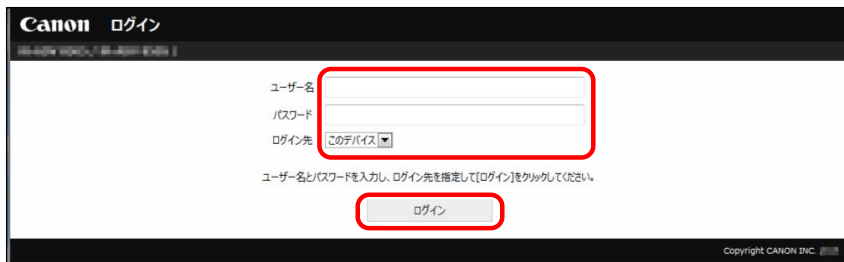 Canon ログイン
ユーザー名
パスワード
ログイン先 このデバイス
ユーザー名とパスワードを入力し、ログイン先を指定して[ログイン]をクリックしてください。
ログイン
Copyright CANON INC.